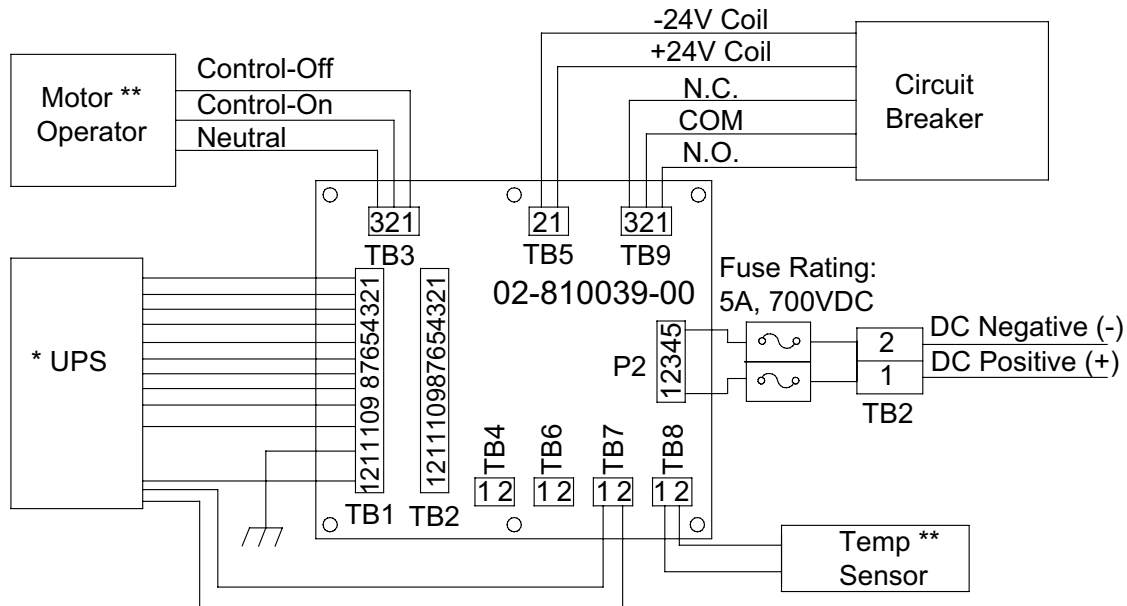 -24V Coil
+24V Coil
N.C.
COM
N.O.
Circuit
Breaker
Motor **
Operator
Control-Off
Control-On
Neutral
321
TB3
21
TB5
321
TB9
* UPS
1211109 87654321
TB1
121110987654321
TB2
02-810039-00
Fuse Rating:
5A, 700VDC
P2
12345
2
1
TB2
DC Negative (-)
DC Positive (+)
TB4
1 2
TB6
1 2
TB7
1 2
TB8
1 2
Temp **
Sensor